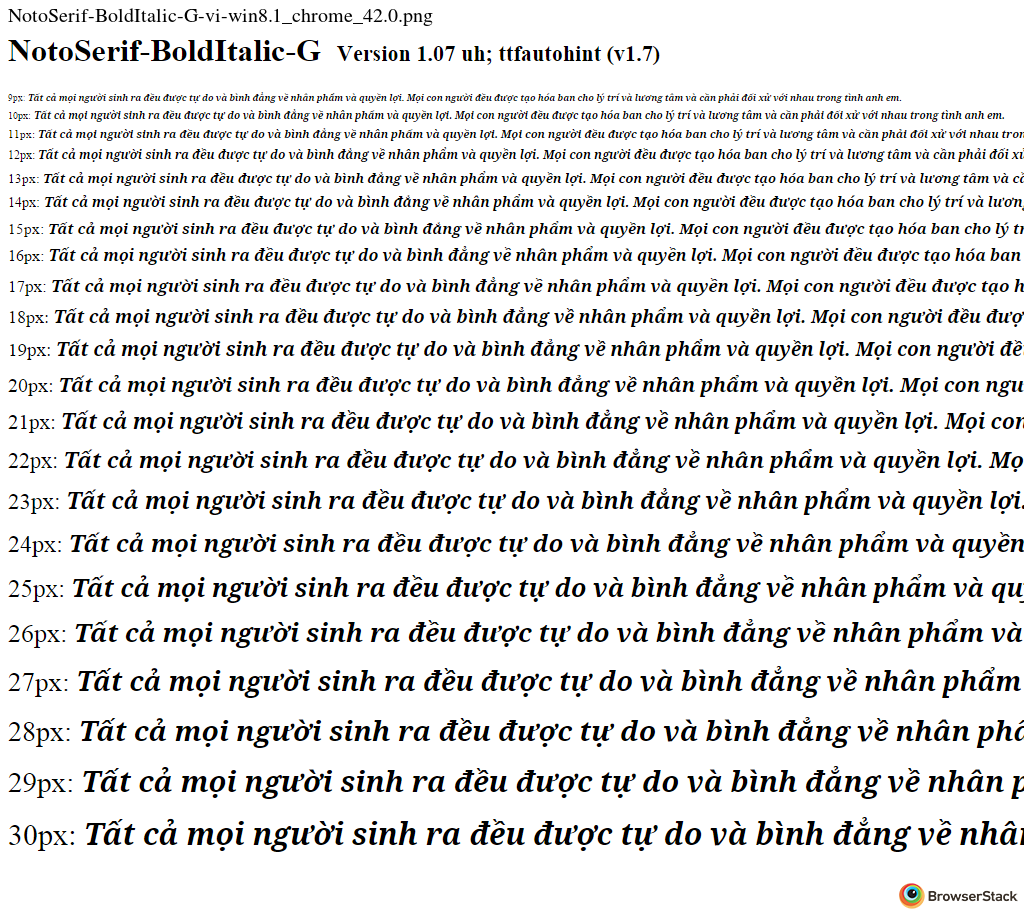 NotoSerif-BoldItalic-G-vi-win8.1_chrome_42.0.png
NotoSerif-BoldItalic-G Version 1.07 uh; ttfautohint (v1.7)
9px: Tất cả mọi người sinh ra đều được tự do và bình đẳng về nhân phẩm và quyền lợi. Mọi con người đều được tạo hóa ban cho lý trí và lương tâm và cần phải đối xử với nhau trong tình anh em.
10px: Tất cả mọi người sinh ra đều được tự do và bình đẳng về nhân phẩm và quyền lợi. Mọi con người đều được tạo hóa ban cho lý trí và lương tâm và cần phải đối xử với nhau trong tình anh em.
11px: Tất cả mọi người sinh ra đều được tự do và bình đẳng về nhân phẩm và quyền lợi. Mọi con người đều được tạo hóa ban cho lý trí và lương tâm và cần phải đối xử với nhau tron
12px: Tất cả mọi người sinh ra đều được tự do và bình đẳng về nhân phẩm và quyền lợi. Mọi con người đều được tạo hóa ban cho lý trí và lương tâm và cần phải đối xử
13px: Tất cả mọi người sinh ra đều được tự do và bình đẳng về nhân phẩm và quyền lợi. Mọi con người đều được tạo hóa ban cho lý trí và lương tâm và cầ
14px: Tất cả mọi người sinh ra đều được tự do và bình đẳng về nhân phẩm và quyền lợi. Mọi con người đều được tạo hóa ban cho lý trí và lươn
15px: Tất cả mọi người sinh ra đều được tự do và bình đẳng về nhân phẩm và quyền lợi. Mọi con người đều được tạo hóa ban cho lý tr
16px: Tất cả mọi người sinh ra đều được tự do và bình đẳng về nhân phẩm và quyền lợi. Mọi con người đều được tạo hóa ban
17px: Tất cả mọi người sinh ra đều được tự do và bình đẳng về nhân phẩm và quyền lợi. Mọi con người đều được tạo h
18px: Tất cả mọi người sinh ra đều được tự do và bình đẳng về nhân phẩm và quyền lợi. Mọi con người đều đượ
19px: Tất cả mọi người sinh ra đều được tự do và bình đẳng về nhân phẩm và quyền lợi. Mọi con người đề
20px: Tất cả mọi người sinh ra đều được tự do và bình đẳng về nhân phẩm và quyền lợi. Mọi con ngư
21px: Tất cả mọi người sinh ra đều được tự do và bình đẳng về nhân phẩm và quyền lợi. Mọi con
22px: Tất cả mọi người sinh ra đều được tự do và bình đẳng về nhân phẩm và quyền lợi. Mọ
23px: Tất cả mọi người sinh ra đều được tự do và bình đẳng về nhân phẩm và quyền lợi.
24px: Tất cả mọi người sinh ra đều được tự do và bình đẳng về nhân phẩm và quyền
25px: Tất cả mọi người sinh ra đều được tự do và bình đẳng về nhân phẩm và quy
26px: Tất cả mọi người sinh ra đều được tự do và bình đẳng về nhân phẩm và
27px: Tất cả mọi người sinh ra đều được tự do và bình đẳng về nhân phẩm
28px: Tất cả mọi người sinh ra đều được tự do và bình đẳng về nhân phẩ
29px: Tất cả mọi người sinh ra đều được tự do và bình đẳng về nhân p
30px: Tất cả mọi người sinh ra đều được tự do và bình đẳng về nhân
BrowserStack